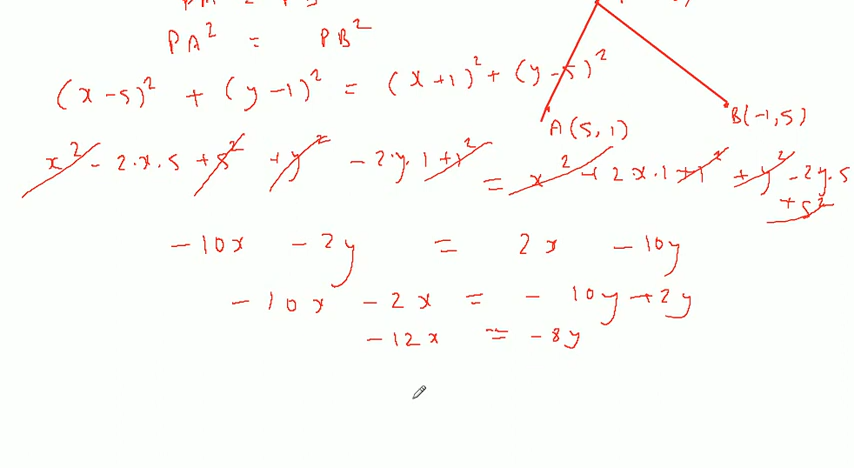 PA² = PB²
(x-5)² + (y-1)² = (x+1)² + (y-5)²
A(5,1)
B(-1,5)
x² - 2·x·5 + 5² + y² - 2·y·1 + 1² = x² + 2x·1 + 1² + y² - 2y·5
+ 5²
-10x - 2y = 2x - 10y
-10x - 2x = -10y + 2y
-12x = -8y